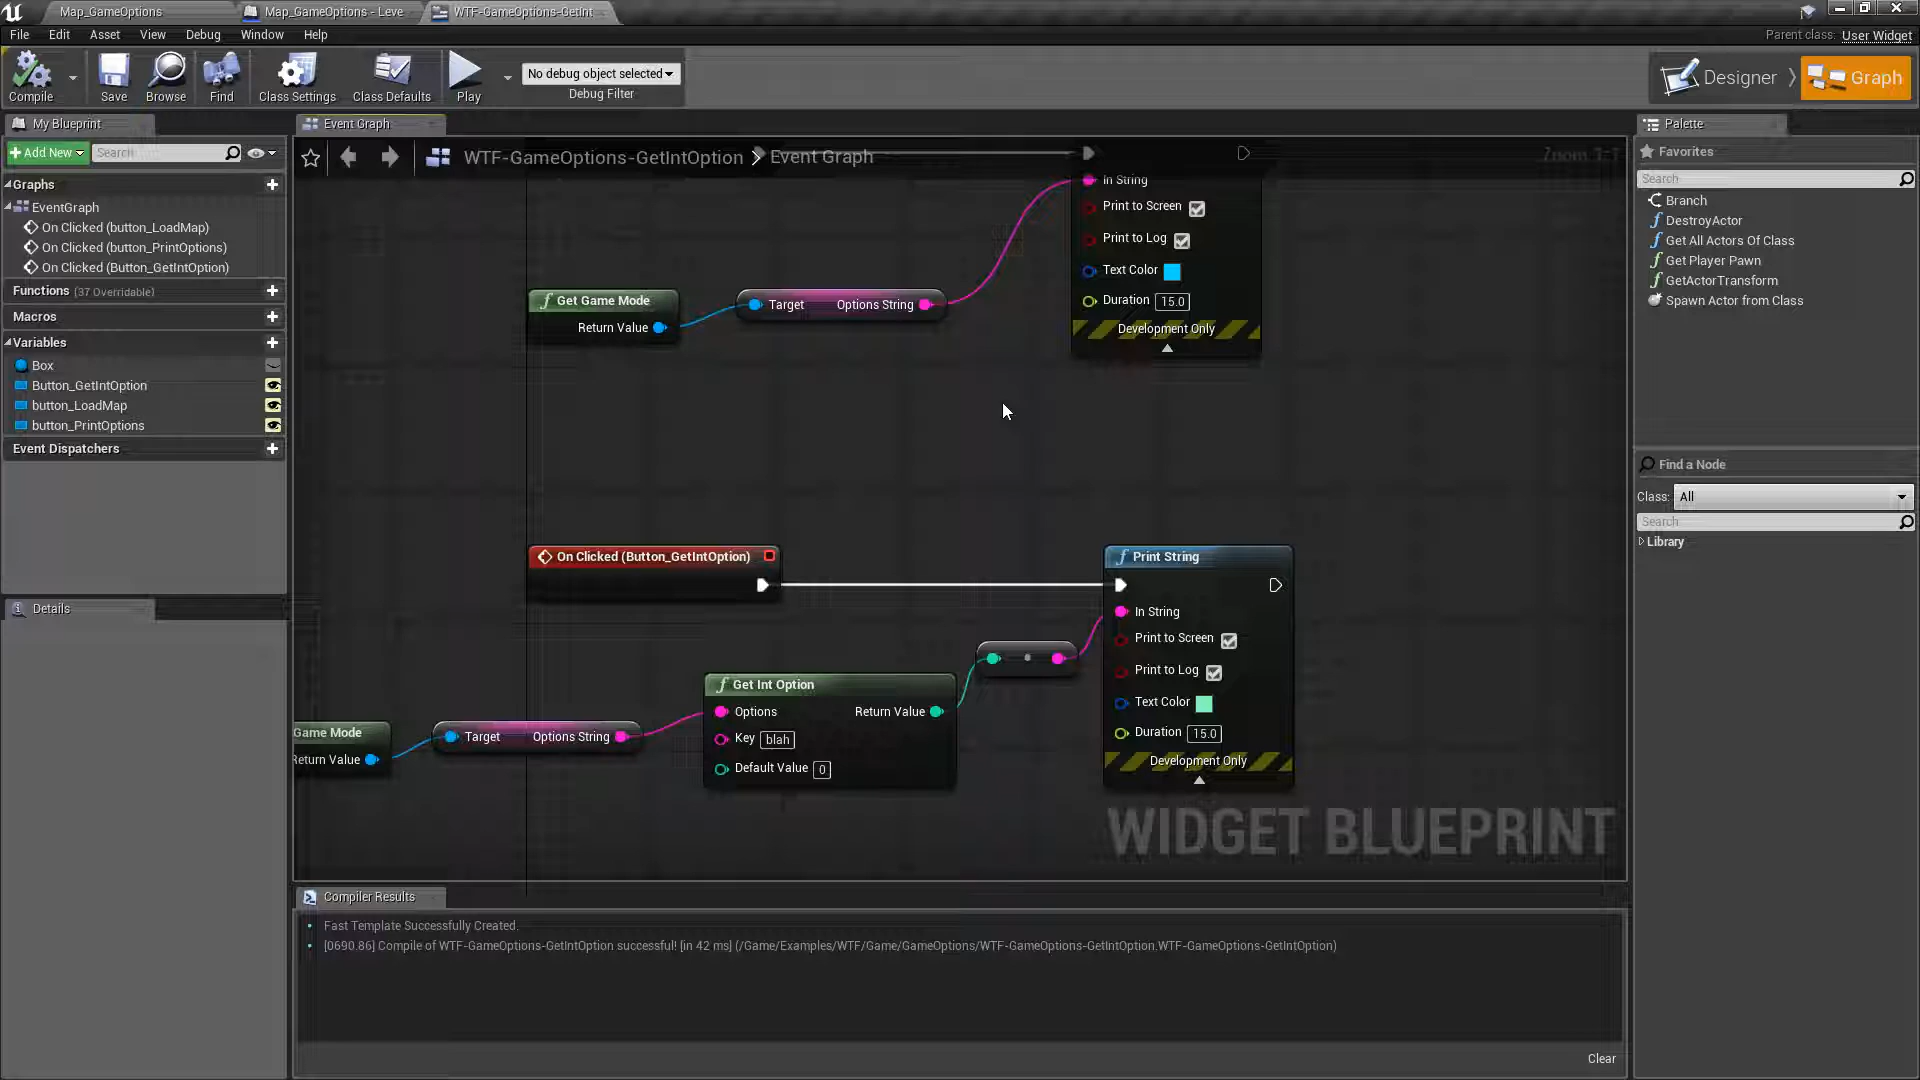 Map_GameOptions
Map_GameOptions - Leve
WTF-GameOptions-GetInt
File Edit Asset View Debug Window Help
Parent class: User Widget
Compile
Save
Browse
Find
Class Settings
Class Defaults
Play
No debug object selected
Debug Filter
Designer
Graph
My Blueprint
Add New
Search
Graphs
EventGraph
On Clicked (button_LoadMap)
On Clicked (button_PrintOptions)
On Clicked (Button_GetIntOption)
Functions (37 Overridable)
Macros
Variables
Box
Button_GetIntOption
button_LoadMap
button_PrintOptions
Event Dispatchers
Details
Event Graph
WTF-GameOptions-GetIntOption > Event Graph
Zoom 1:1
In String
Print to Screen
Print to Log
Text Color
Duration 15.0
Development Only
Get Game Mode
Return Value
Target Options String
On Clicked (Button_GetIntOption)
Print String
In String
Print to Screen
Print to Log
Text Color
Duration 15.0
Development Only
Get Int Option
Options Return Value
Key blah
Default Value 0
Game Mode
Return Value
Target Options String
WIDGET BLUEPRINT
Compiler Results
Fast Template Successfully Created.
[0690.86] Compile of WTF-GameOptions-GetIntOption successful! [in 42 ms] (/Game/Examples/WTF/Game/GameOptions/WTF-GameOptions-GetIntOption.WTF-GameOptions-GetIntOption)
Clear
Palette
Favorites
Search
Branch
DestroyActor
Get All Actors Of Class
Get Player Pawn
GetActorTransform
Spawn Actor from Class
Find a Node
Class: All
Search
Library